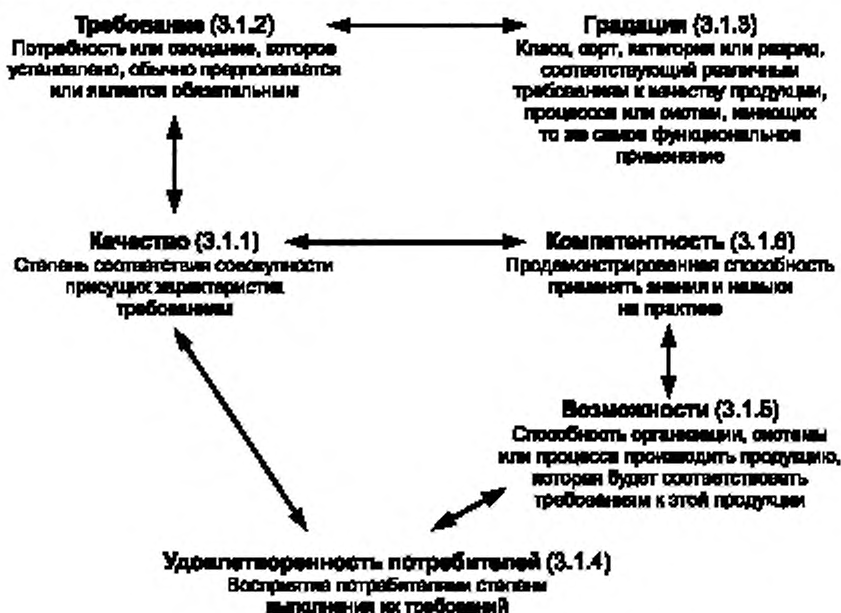 Требование (3.1.2)
Потребность или ожидание, которое
установлено, обычно предполагается
или является обязательным
Градация (3.1.3)
Класс, сорт, категория или разряд,
соответствующий различным
требованиям к качеству продукции,
процессов или систем, имеющих
то же самое функциональное
применение
Качество (3.1.1)
Степень соответствия совокупности
присущих характеристик
требованиям
Компетентность (3.1.6)
Продемонстрированная способность
применять знания и навыки
на практике
Возможности (3.1.5)
Способность организации, системы
или процесса производить продукцию,
которая будет соответствовать
требованиям к этой продукции
Удовлетворенность потребителей (3.1.4)
Восприятие потребителями степени
выполнения их требований